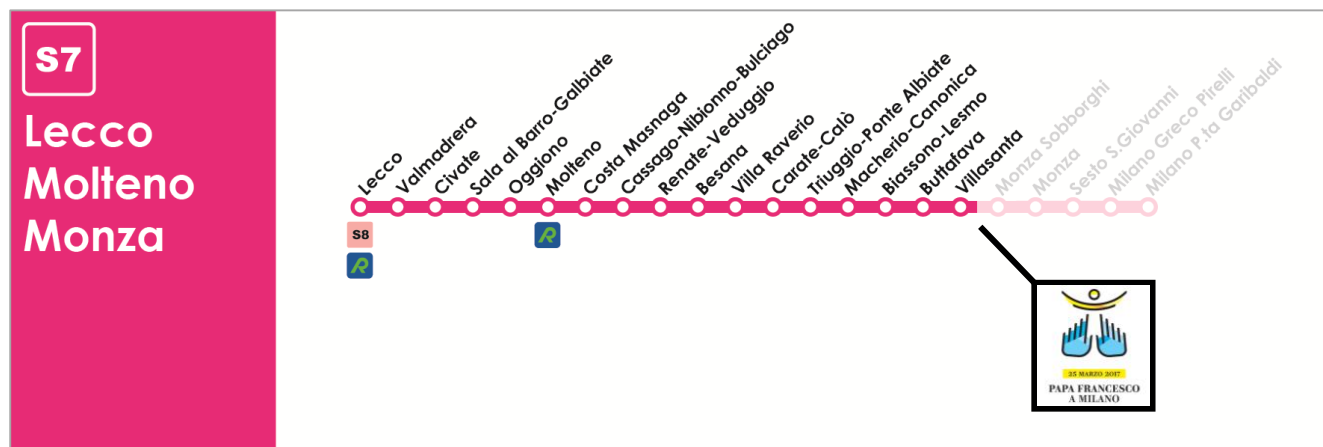 S7
Lecco
Molteno
Monza
Lecco
Valmadrera
Civate
Sala al Barro-Galbiate
Oggiono
Molteno
Costa Masnaga
Cassago-Nibionno-Bulciago
Renate-Veduggio
Besana
Villa Raverio
Carate-Calò
Triuggio-Ponte Albiate
Macherio-Canonica
Biassono-Lesmo
Buttafava
Villasanta
Monza Sobborghi
Monza
Sesto S.Giovanni
Milano Greco Pirelli
Milano P.ta Garibaldi
S8
R
R
25 MARZO 2017
PAPA FRANCESCO
A MILANO